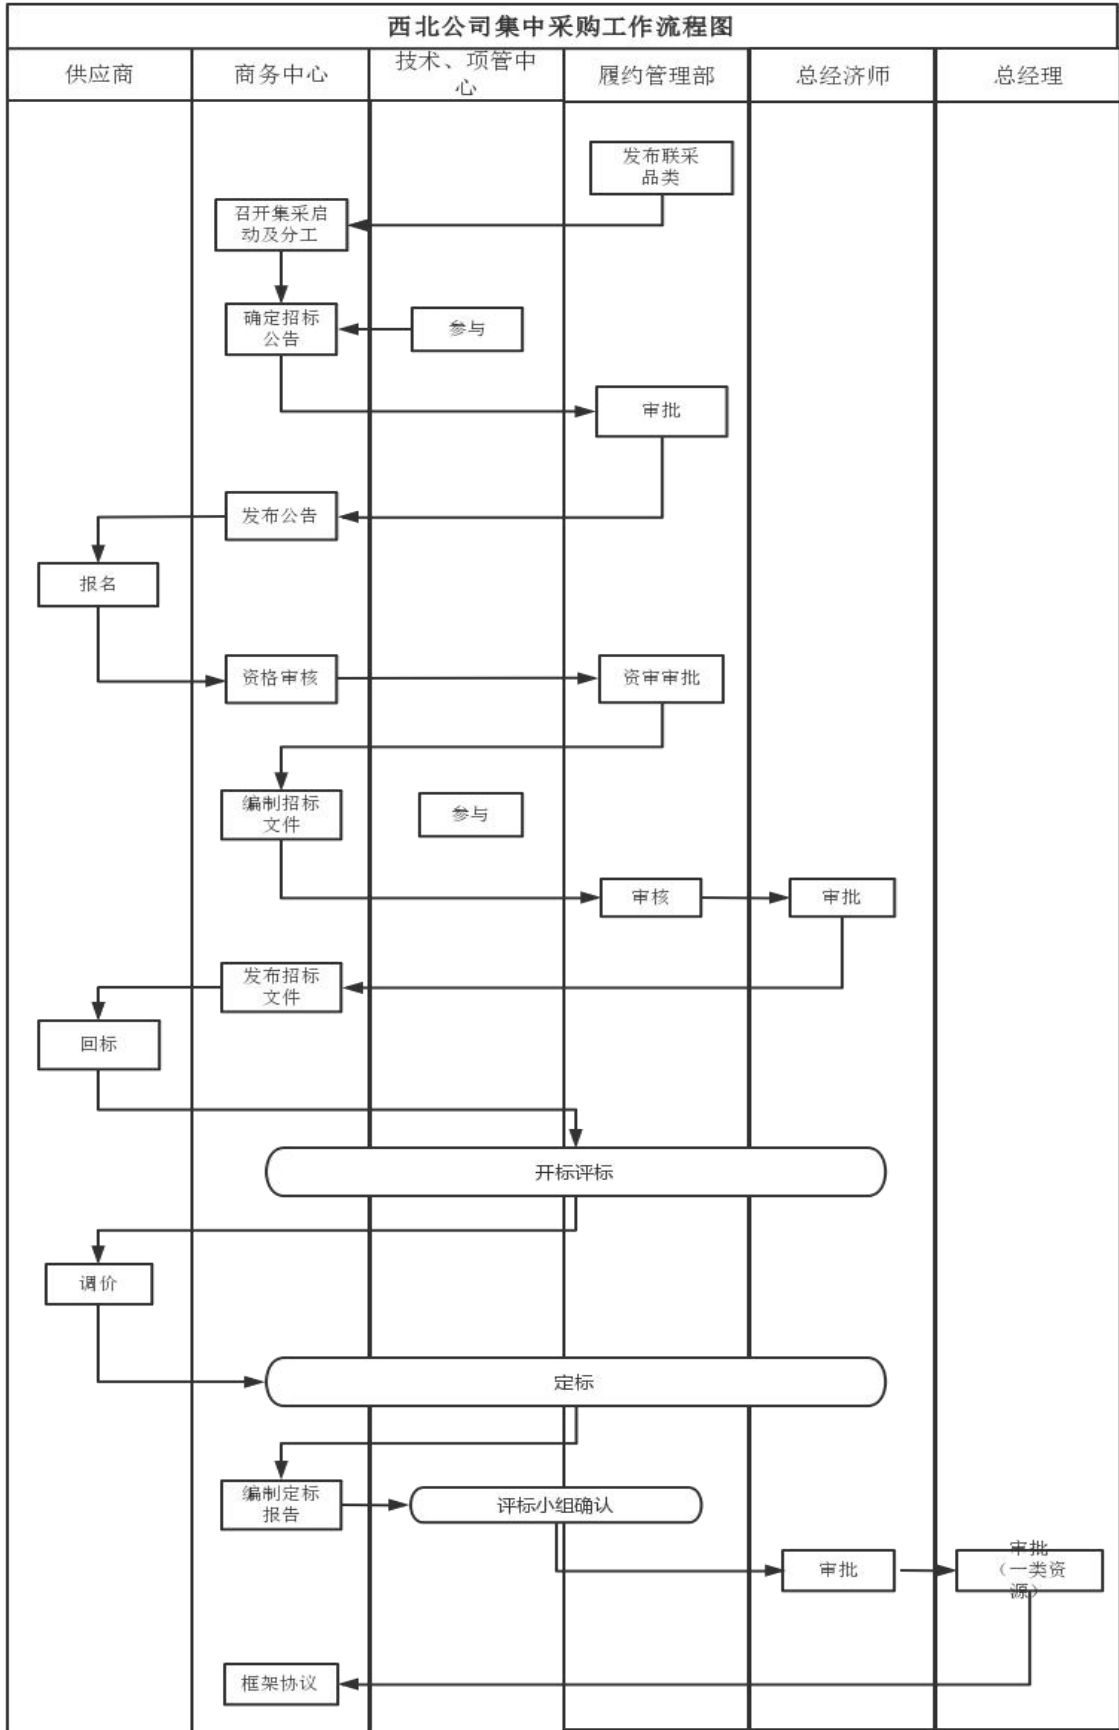 西北公司集中采购工作流程图
供应商
商务中心
技术、项管中
心
履约管理部
总经济师
总经理
发布联采
品类
召开集采启
动及分工
确定招标
公告
参与
审批
发布公告
报名
资格审核
资审审批
编制招标
文件
参与
审核
审批
发布招标
文件
回标
开标评标
调价
定标
编制定标
报告
评标小组确认
审批
审批
（一类资
源）
框架协议